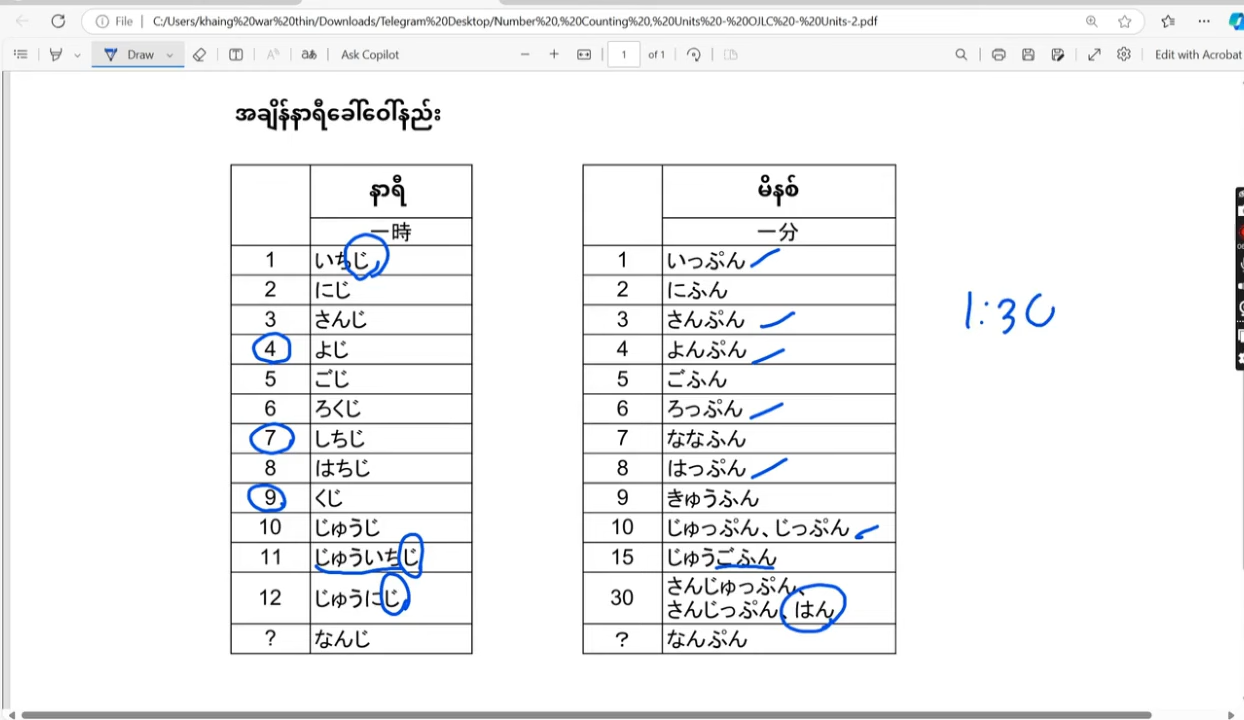 File
C:/Users/khaing%20war%20thin/Downloads/Telegram%20Desktop/Number%20,%20Counting%20,%20Units%20-%20OJLC%20-%20Units-2.pdf
Draw
Ask Copilot
1 of 1
Edit with Acrobat
အချိန်နာရီခေါ်ဝေါ်နည်း
နာရီ
一時
1 いちじ
2 にじ
3 さんじ
4 よじ
5 ごじ
6 ろくじ
7 しちじ
8 はちじ
9 くじ
10 じゅうじ
11 じゅういちじ
12 じゅうにじ
? なんじ
မိနစ်
一分
1 いっぷん
2 にふん
3 さんぷん
4 よんぷん
5 ごふん
6 ろっぷん
7 ななふん
8 はっぷん
9 きゅうふん
10 じゅっぷん、じっぷん
15 じゅうごふん
30 さんじゅっぷん、
さんじっぷん、はん
? なんぷん
1:30